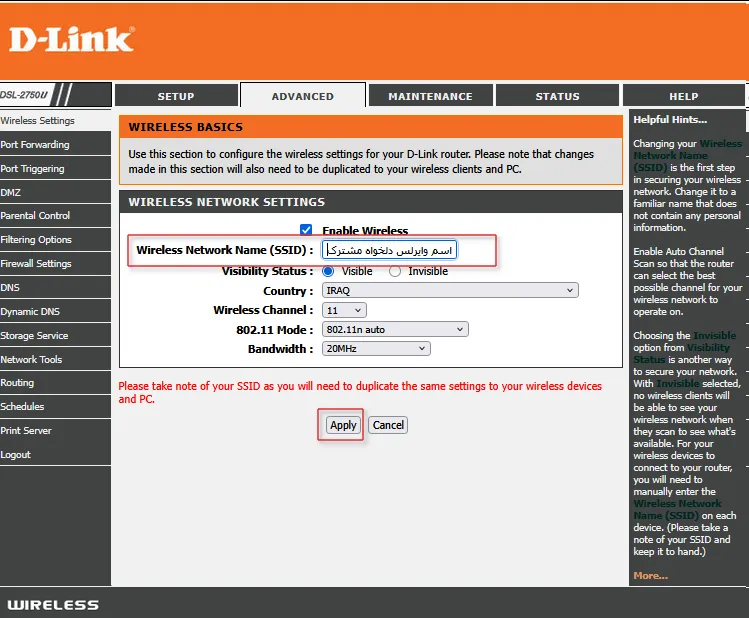 D-Link
DSL-2750U
SETUP
ADVANCED
MAINTENANCE
STATUS
HELP
Wireless Settings
Port Forwarding
Port Triggering
DMZ
Parental Control
Filtering Options
Firewall Settings
DNS
Dynamic DNS
Storage Service
Network Tools
Routing
Schedules
Print Server
Logout
WIRELESS BASICS
Use this section to configure the wireless settings for your D-Link router. Please note that changes
made in this section will also need to be duplicated to your wireless clients and PC.
WIRELESS NETWORK SETTINGS
Enable Wireless
Wireless Network Name (SSID) : اسم وایرلس دلخواه مشترک
Visibility Status : Visible Invisible
Country : IRAQ
Wireless Channel : 11
802.11 Mode : 802.11n auto
Bandwidth : 20MHz
Please take note of your SSID as you will need to duplicate the same settings to your wireless devices
and PC.
Apply Cancel
Helpful Hints...
Changing your Wireless
Network Name
(SSID) is the first step
in securing your wireless
network. Change it to a
familiar name that does
not contain any personal
information.
Enable Auto Channel
Scan so that the router
can select the best
possible channel for your
wireless network to
operate on.
Choosing the Invisible
option from Visibility
Status is another way
to secure your network.
With Invisible selected,
no wireless clients will
be able to see your
wireless network when
they scan to see what's
available. For your
wireless devices to
connect to your router,
you will need to
manually enter the
Wireless Network
Name (SSID) on each
device. (Please take a
note of your SSID and
keep it to hand.)
More...
WIRELESS